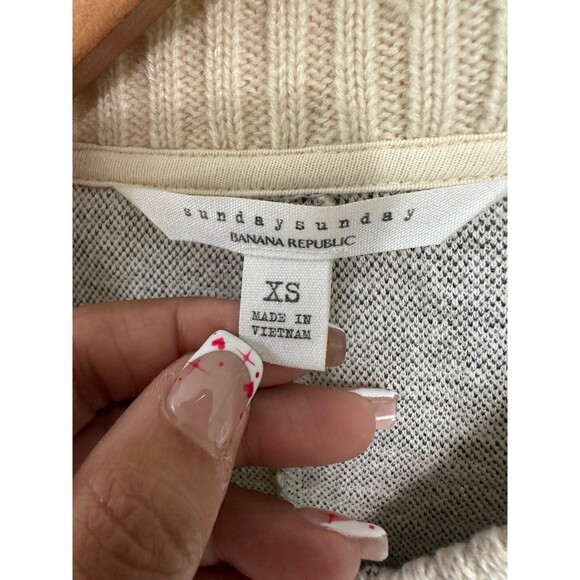 sundaysunday
BANANA REPUBLIC
XS
MADE IN
VIETNAM